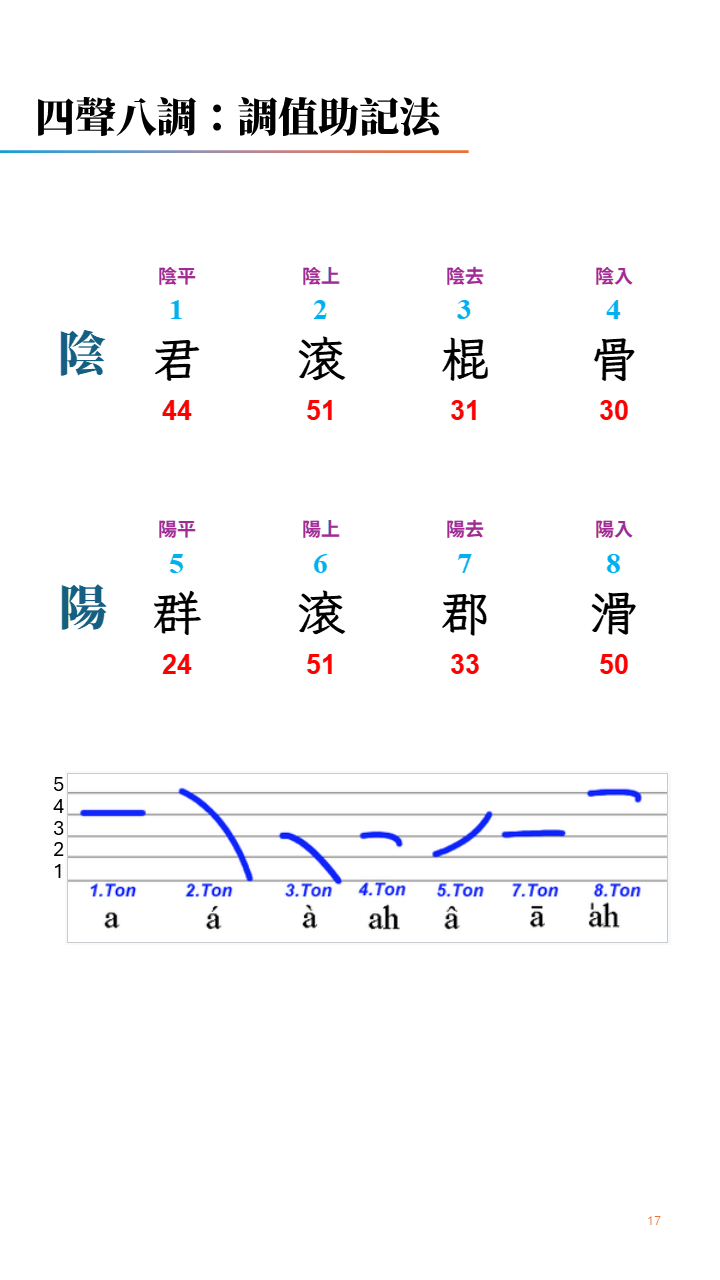 四聲八調：調值助記法
陰平 陰上 陰去 陰入
1 2 3 4
陰 君 滾 棍 骨
44 51 31 30
陽平 陽上 陽去 陽入
5 6 7 8
陽 群 滾 郡 滑
24 51 33 50
5
4
3
2
1
1.Ton 2.Ton 3.Ton 4.Ton 5.Ton 7.Ton 8.Ton
a á à ah â ā a̍h
17